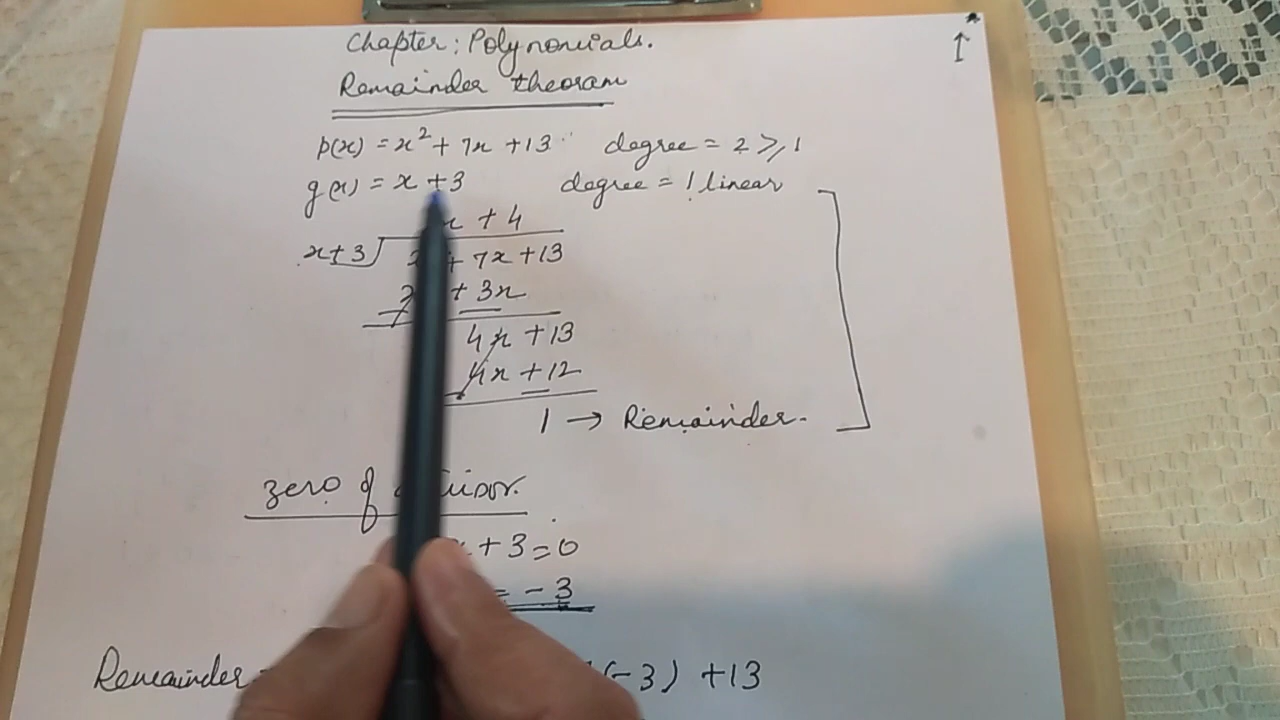 Chapter : Polynomials.
Remainder theoram
p(x) = x² + 7x + 13 degree = 2 ≥ 1
g(x) = x + 3 degree = 1 linear
x + 4
x+3 + 7x + 13
+ 3x
4x + 13
4x + 12
1 → Remainder.
zero of
+ 3 = 0
= - 3
Remainder (-3) + 13